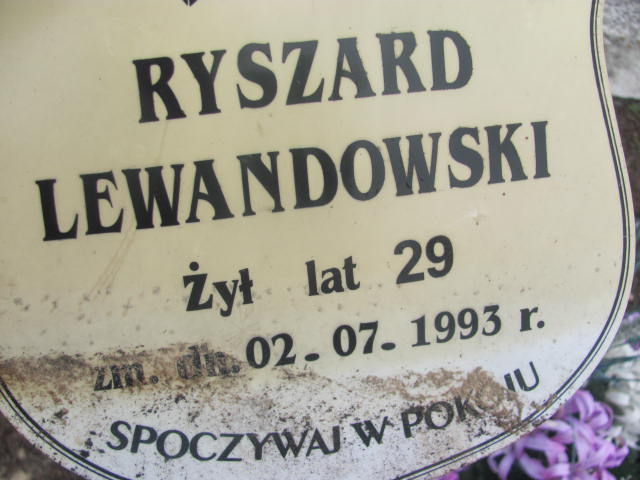 RYSZARD
LEWANDOWSKI
Żył lat 29
zm. dn. 02-07-1993 r.
SPOCZYWAJ W POKOJU